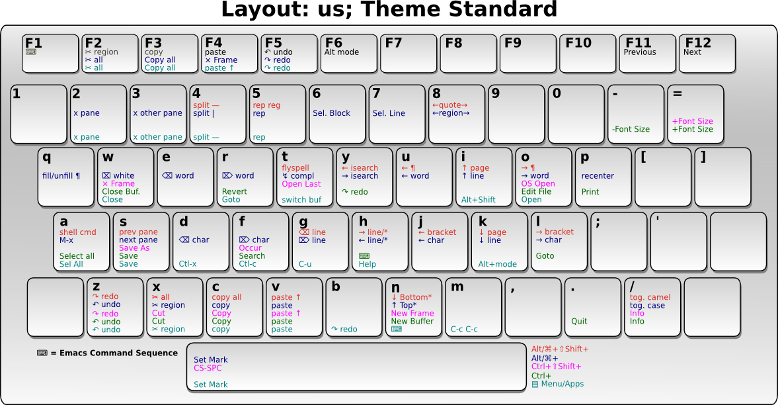 Layout: us; Theme Standard
F1
⌨
F2
✂ region
✂ all
✂ all
F3
copy
Copy all
Copy all
F4
paste
× Frame
paste ↑
F5
↶ undo
↷ redo
↷ redo
F6
Alt mode
F7
F8
F9
F10
F11
Previous
F12
Next
1
2
x pane
x pane
3
x other pane
x other pane
4
split —
split |
split —
5
rep reg
rep
rep
6
Sel. Block
7
Sel. Line
8
←quote→
←region→
9
0
-
-Font Size
=
+Font Size
+Font Size
q
fill/unfill ¶
w
⌫ white
× Frame
Close Buf.
Close
e
⌫ word
r
⌦ word
Revert
Goto
t
flyspell
↯ compl
Open Last
switch buf
y
← isearch
→ isearch
↷ redo
u
← ¶
← word
i
↑ page
↑ line
Alt+Shift
o
→ ¶
→ word
OS Open
Edit File
Open
p
recenter
Print
[
]
a
shell cmd
M-x
Select all
Sel All
s
prev pane
next pane
Save As
Save
Save
d
⌫ char
Ctl-x
f
⌦ char
Occur
Search
Ctl-c
g
⌫ line
⌦ line
C-u
h
→ line/*
← line/*
⌨
Help
j
← bracket
← char
k
↓ page
↓ line
Alt+mode
l
→ bracket
→ char
Goto
;
'
z
↷ redo
↶ undo
↷ redo
↶ undo
↶ undo
x
✂ all
✂ region
Cut
Cut
✂ region
c
copy all
copy
Copy
Copy
copy
v
paste ↑
paste
paste ↑
paste
paste
b
↷ redo
n
↓ Bottom*
↑ Top*
New Frame
New Buffer
⌨
m
C-c C-c
,
.
Quit
/
tog. camel
tog. case
Info
Info
⌨ = Emacs Command Sequence
Set Mark
CS-SPC
Set Mark
Alt/⌘+⇧Shift+
Alt/⌘+
Ctrl+⇧Shift+
Ctrl+
▤ Menu/Apps